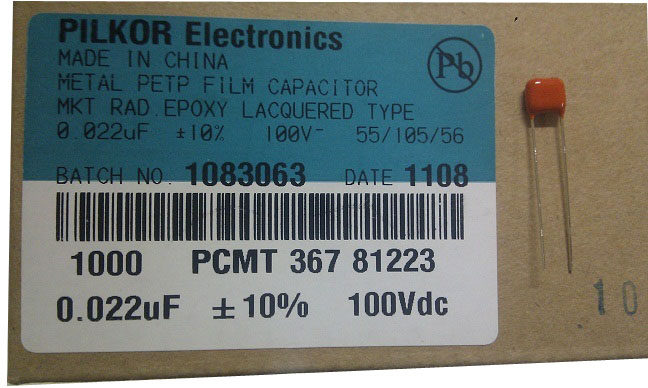 PILKOR Electronics
MADE IN CHINA
METAL PETP FILM CAPACITOR
MKT RAD. EPOXY LACQUERED TYPE
0.022uF ±10% 100V⎓ 55/105/56
BATCH NO. 1083063 DATE 1108
1000 PCMT 367 81223
0.022uF ±10% 100Vdc
Pb
10